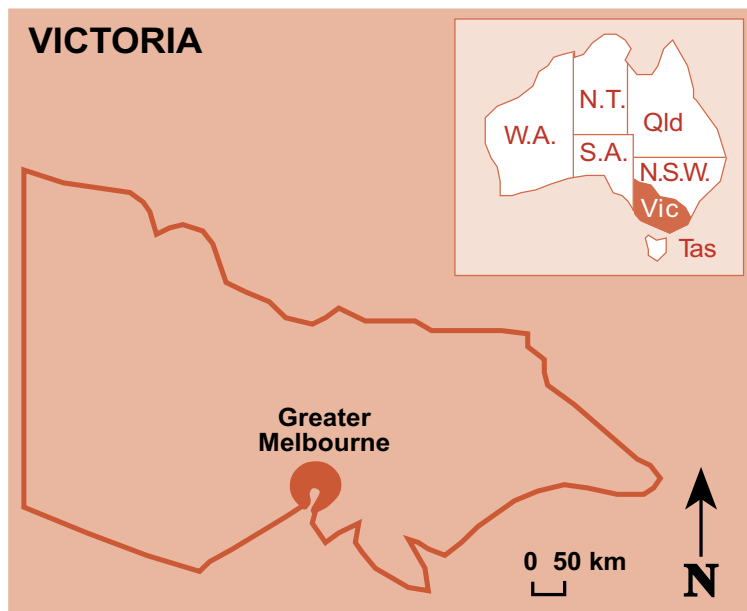 VICTORIA
N.T.
Qld
W.A.
S.A.
N.S.W.
Vic
Tas
Greater
Melbourne
0 50 km
N